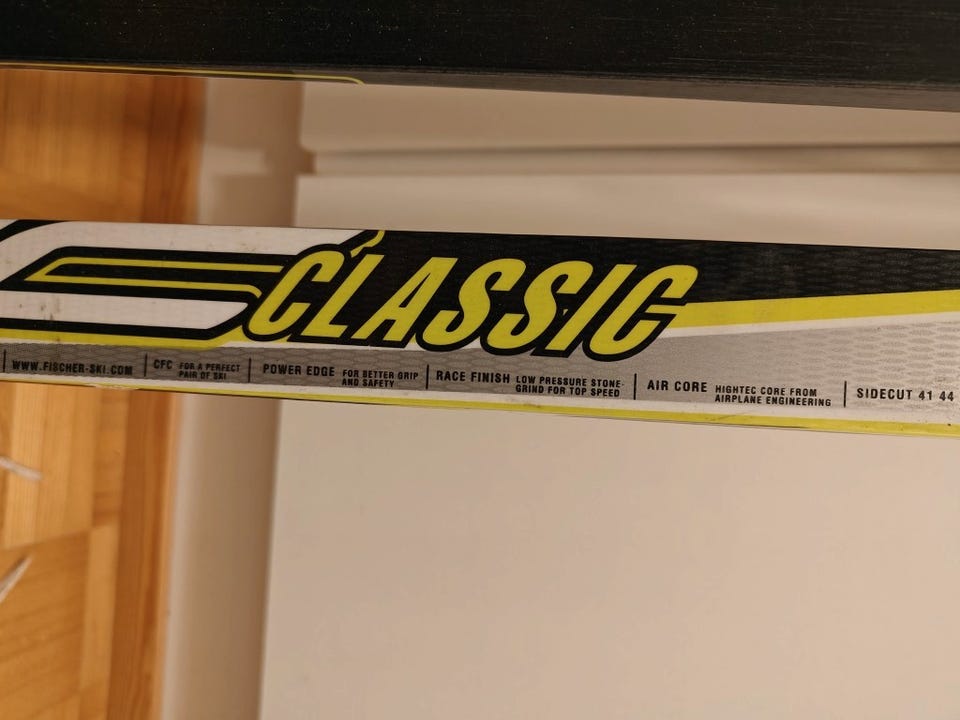 CLASSIC
WWW.FISCHER-SKI.COM
CFC
FOR A PERFECT
PAIR OF SKI
POWER EDGE
FOR BETTER GRIP
AND SAFETY
RACE FINISH
LOW PRESSURE STONE-
GRIND FOR TOP SPEED
AIR CORE
HIGHTEC CORE FROM
AIRPLANE ENGINEERING
SIDECUT 41 44